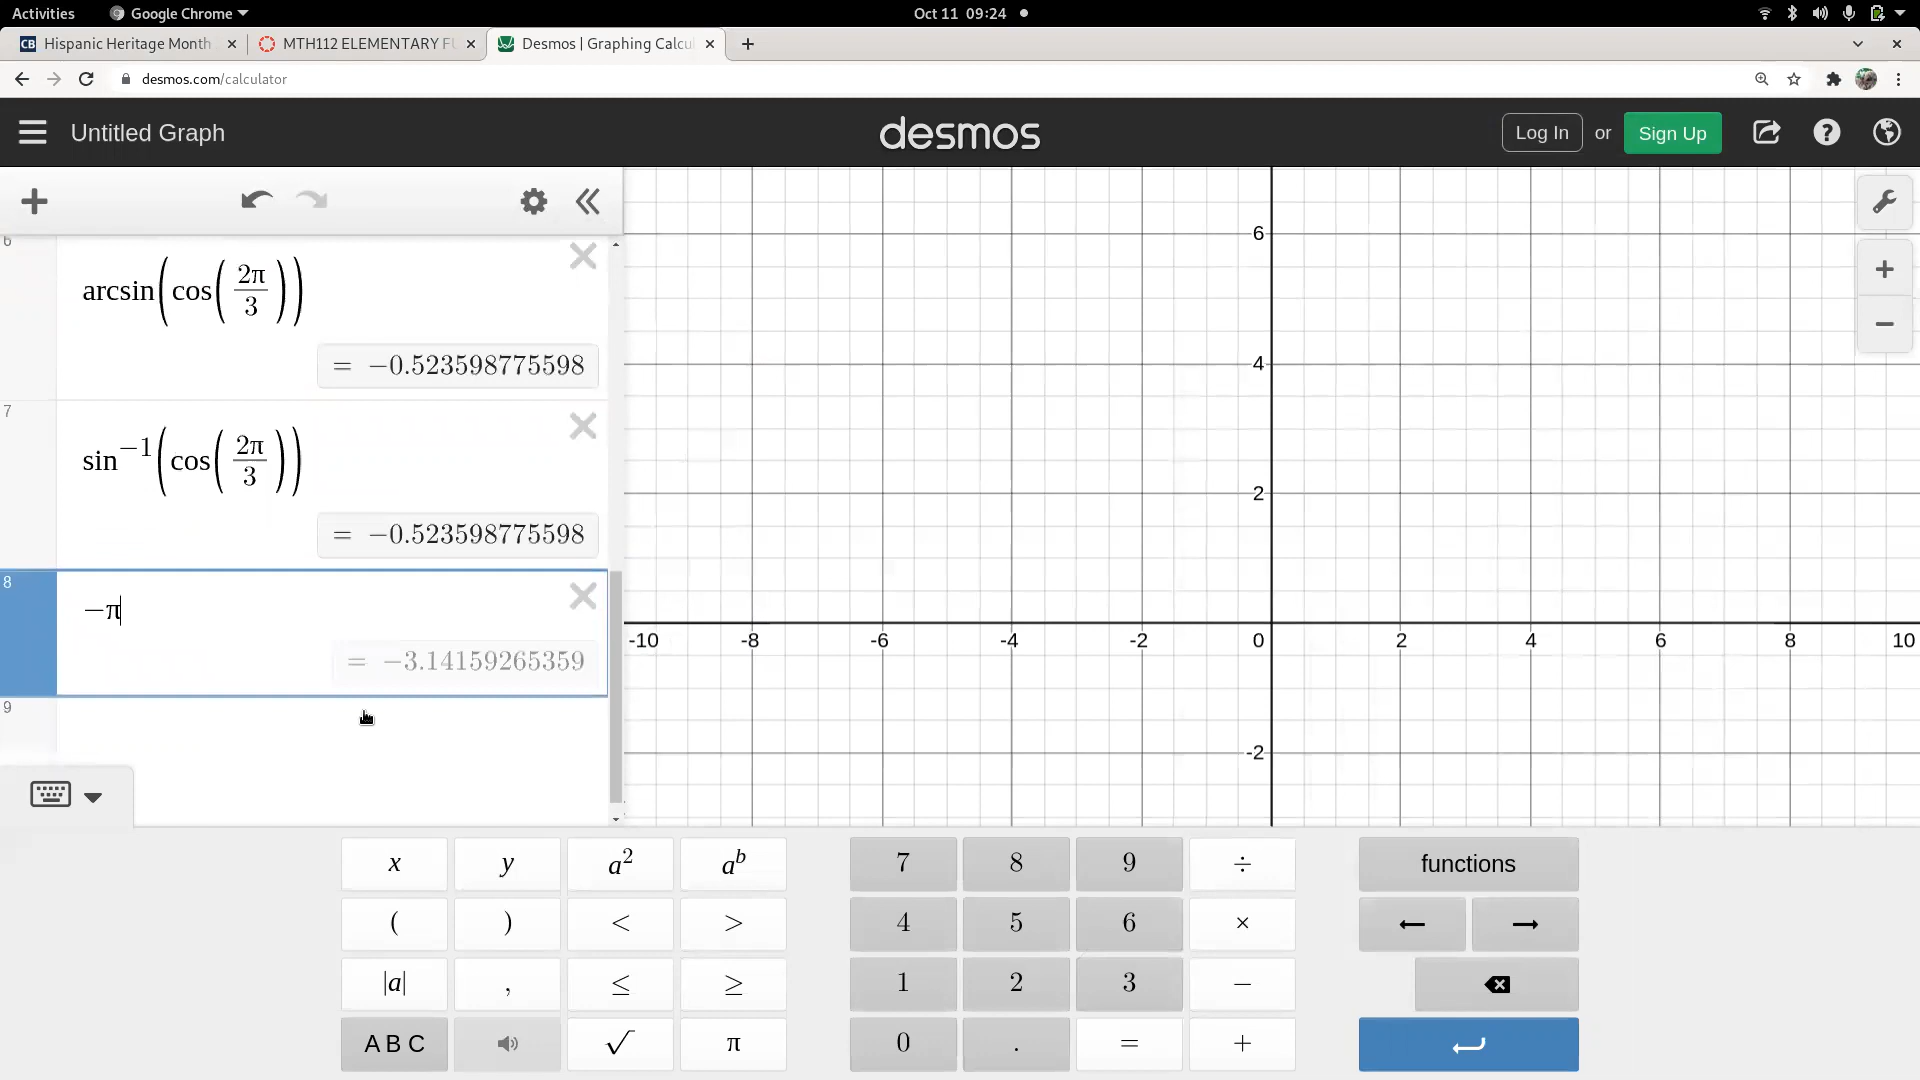 Activities
Google Chrome
Oct 11 09:24
Hispanic Heritage Month
MTH112 ELEMENTARY FU
Desmos | Graphing Calcu
desmos.com/calculator
Untitled Graph
desmos
Log In or Sign Up
6
arcsin(cos(2π/3))
= −0.523598775598
7
sin⁻¹(cos(2π/3))
= −0.523598775598
8
−π
= −3.14159265359
9
6
4
2
-10 -8 -6 -4 -2 0 2 4 6 8 10
-2
x y a² aᵇ 7 8 9 ÷ functions
( ) < > 4 5 6 × ← →
|a| , ≤ ≥ 1 2 3 −
A B C √ π 0 . = +